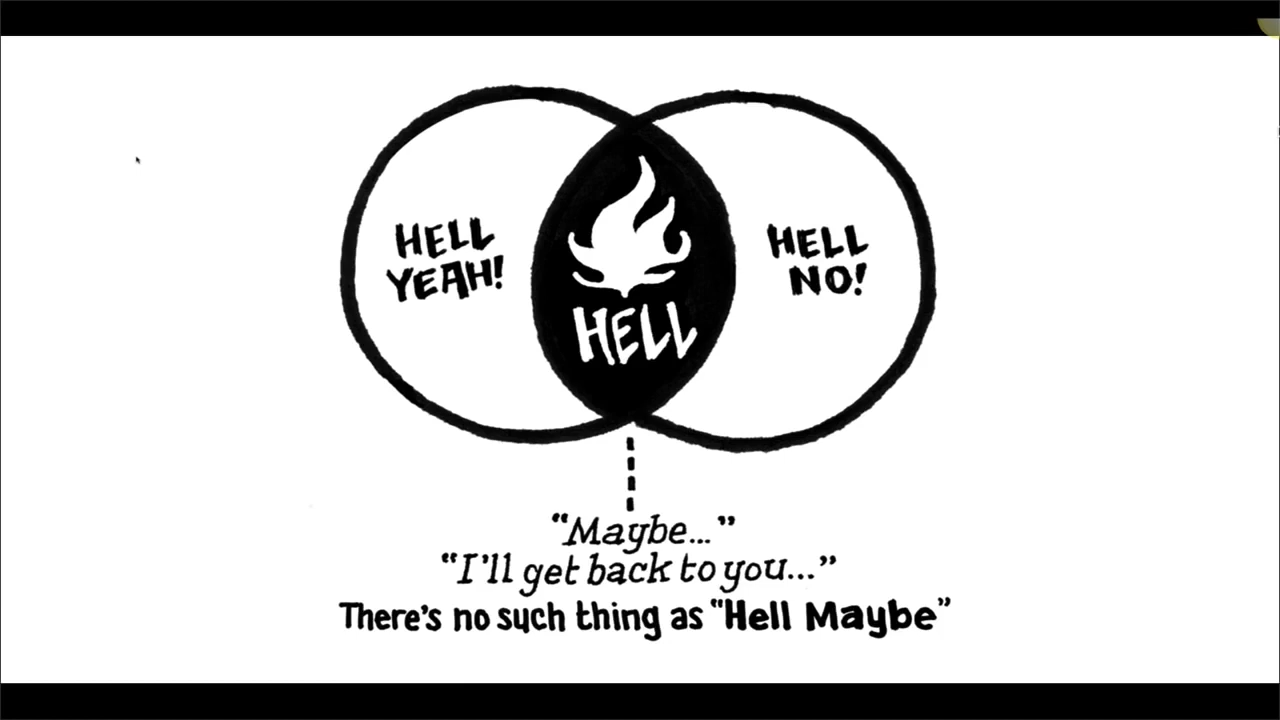 HELL
YEAH!
HELL
HELL
NO!
“Maybe...”
“I’ll get back to you...”
There’s no such thing as “Hell Maybe”